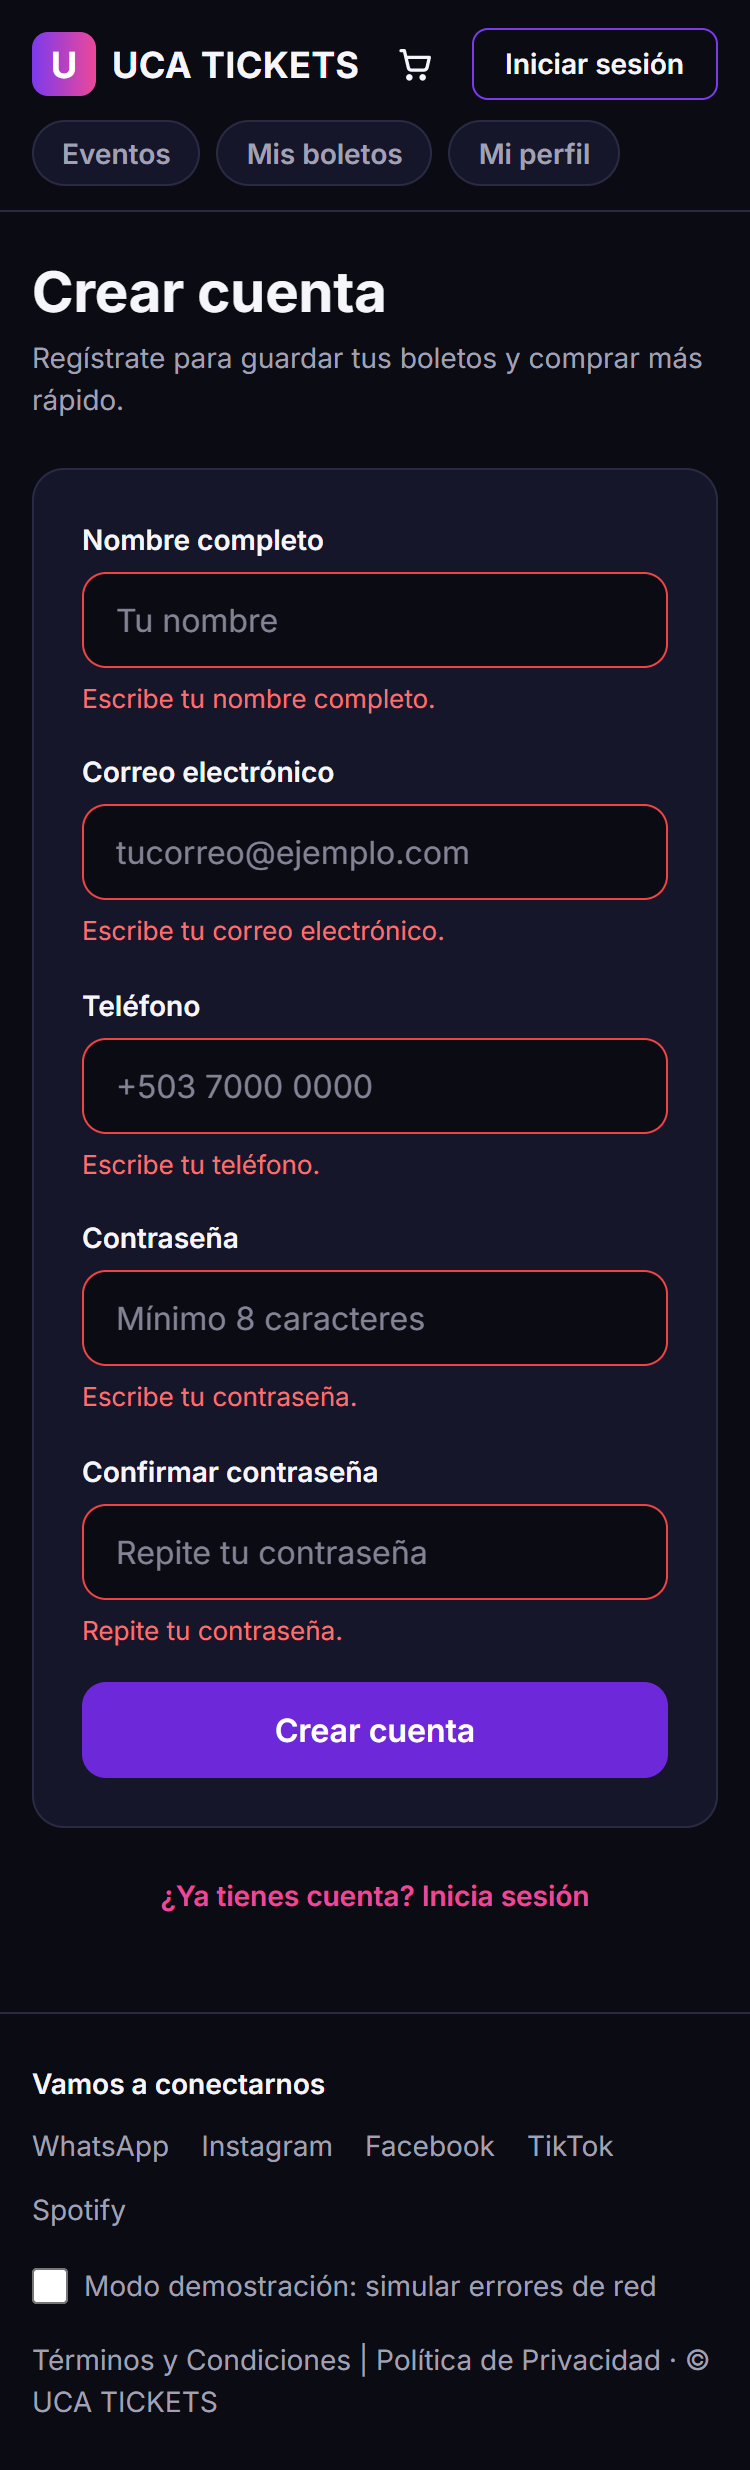 U UCA TICKETS Iniciar sesión
Eventos Mis boletos Mi perfil
Crear cuenta
Regístrate para guardar tus boletos y comprar más
rápido.
Nombre completo
Tu nombre
Escribe tu nombre completo.
Correo electrónico
tucorreo@ejemplo.com
Escribe tu correo electrónico.
Teléfono
+503 7000 0000
Escribe tu teléfono.
Contraseña
Mínimo 8 caracteres
Escribe tu contraseña.
Confirmar contraseña
Repite tu contraseña
Repite tu contraseña.
Crear cuenta
¿Ya tienes cuenta? Inicia sesión
Vamos a conectarnos
WhatsApp Instagram Facebook TikTok
Spotify
Modo demostración: simular errores de red
Términos y Condiciones | Política de Privacidad · ©
UCA TICKETS